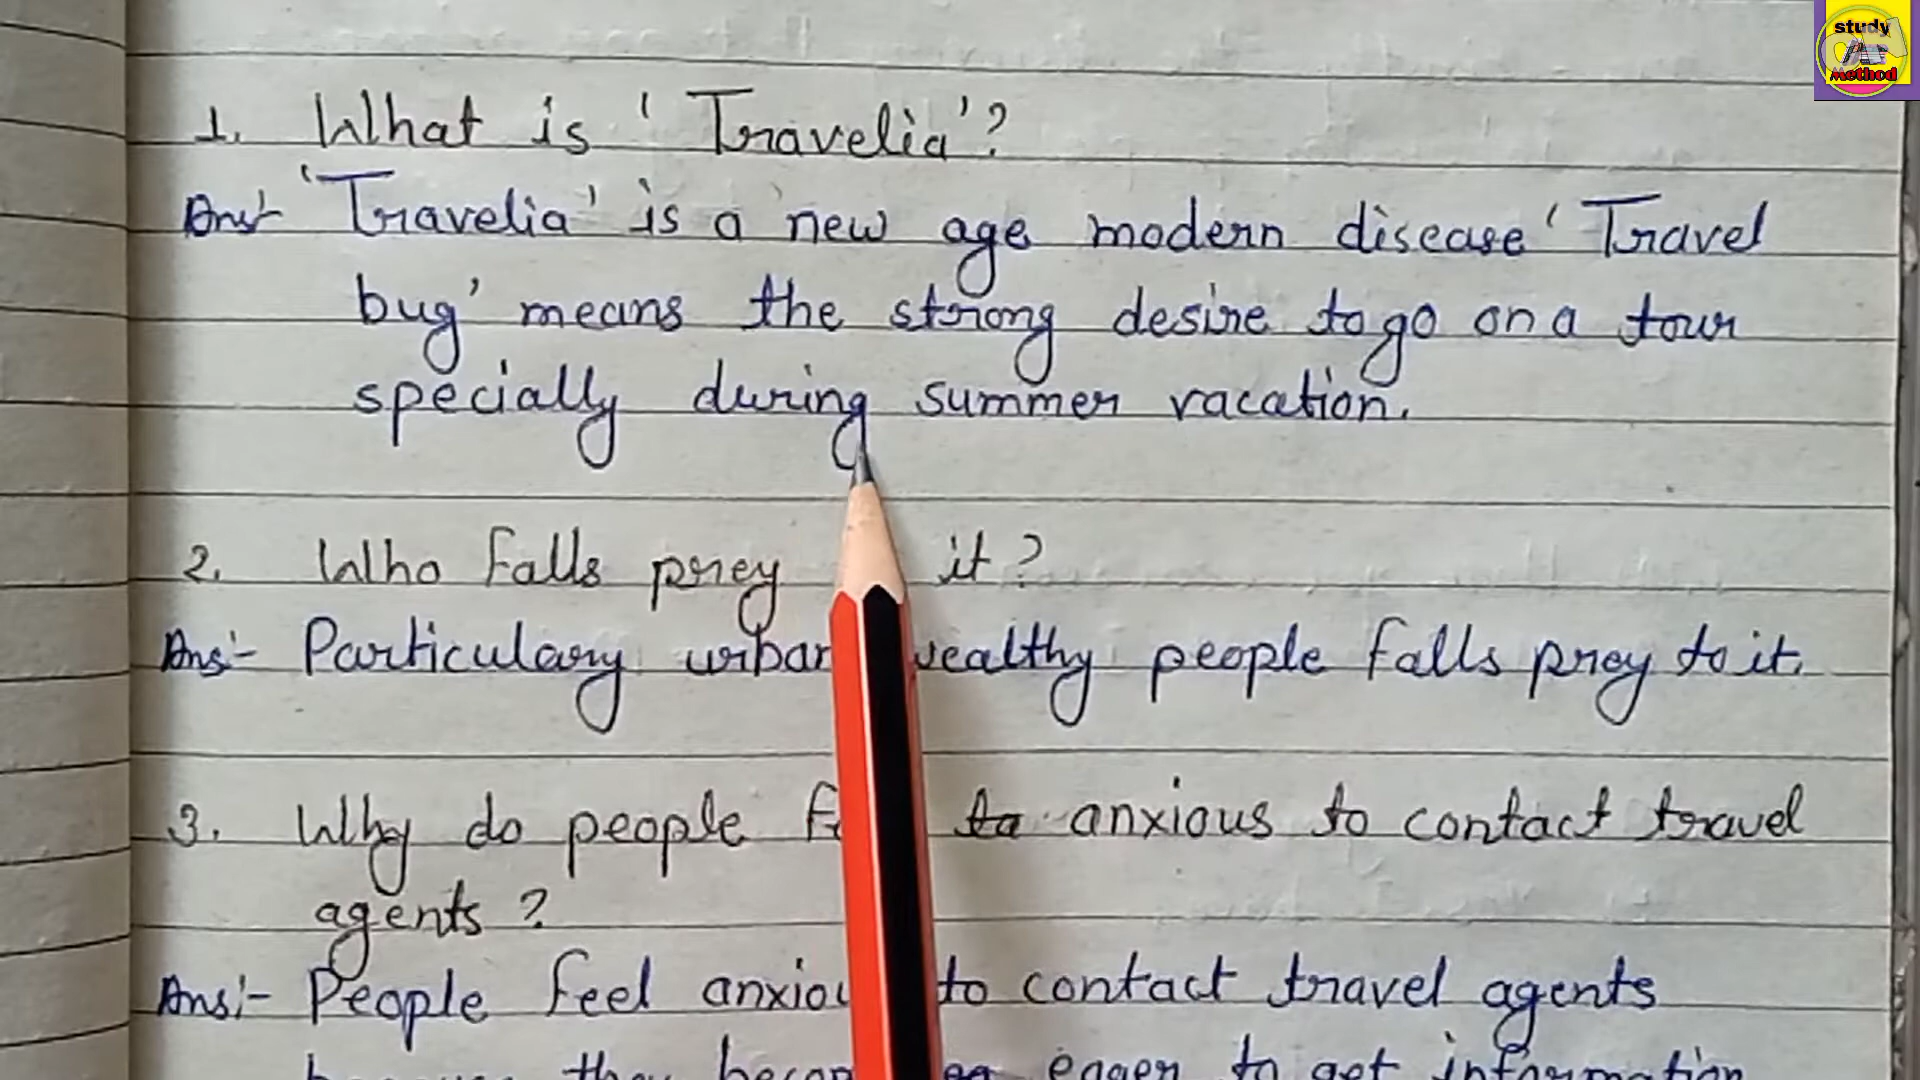 study
Method
1. What is 'Travelia'?
Ans:- 'Travelia' is a new age modern disease 'Travel
bug' means the strong desire to go on a tour
specially during summer vacation.
2. Who falls prey it?
Ans:- Particulary urban wealthy people falls prey to it.
3. Why do people anxious to contact travel
agents?
Ans:- People feel to contact travel agents
eager to get information